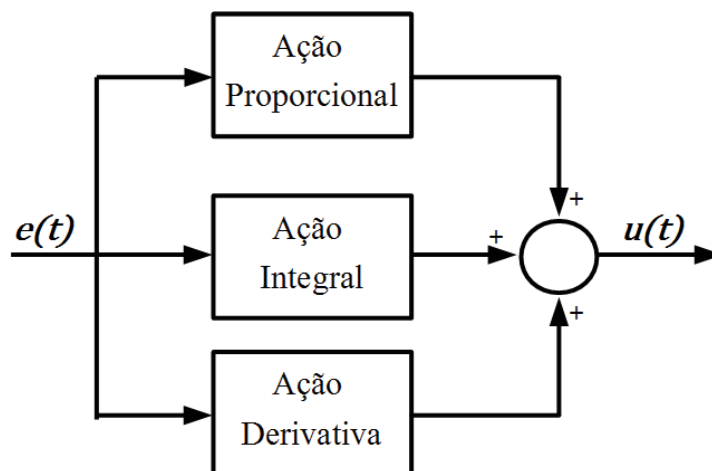 Ação
Proporcional
+
e(t)
Ação
Integral
+
u(t)
+
Ação
Derivativa